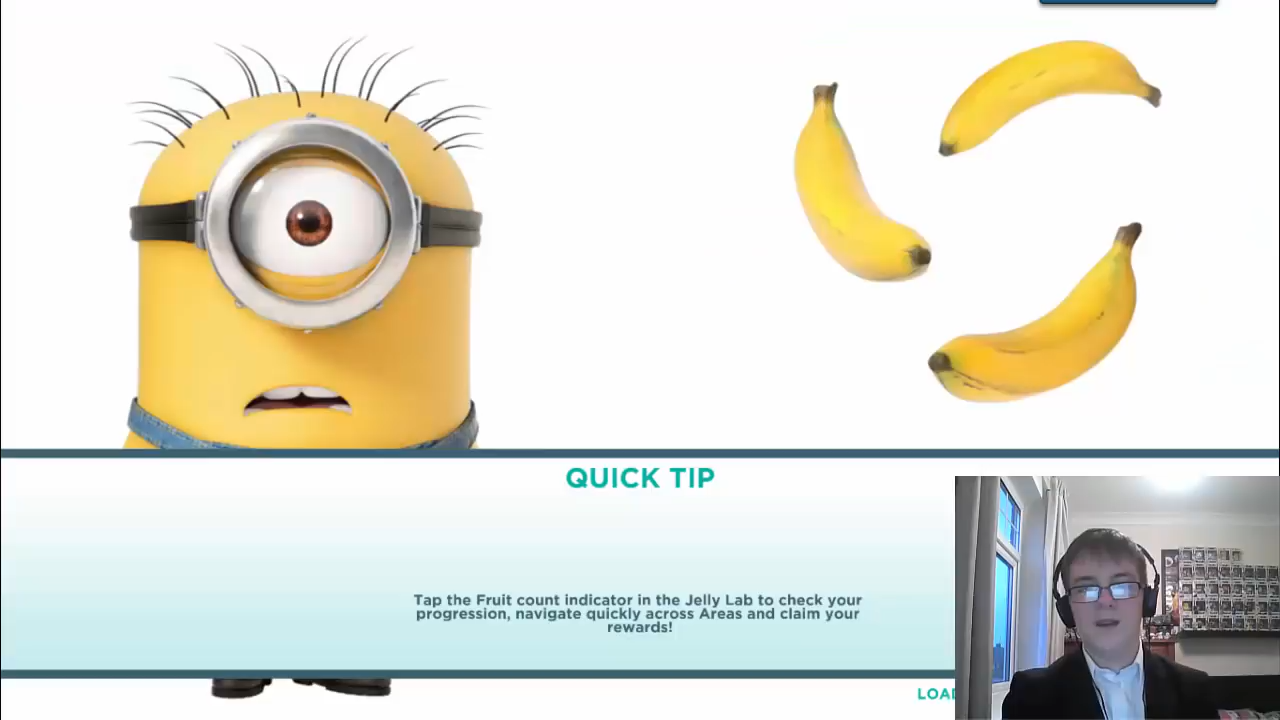 QUICK TIP
Tap the Fruit count indicator in the Jelly Lab to check your
progression, navigate quickly across Areas and claim your
rewards!
LOA